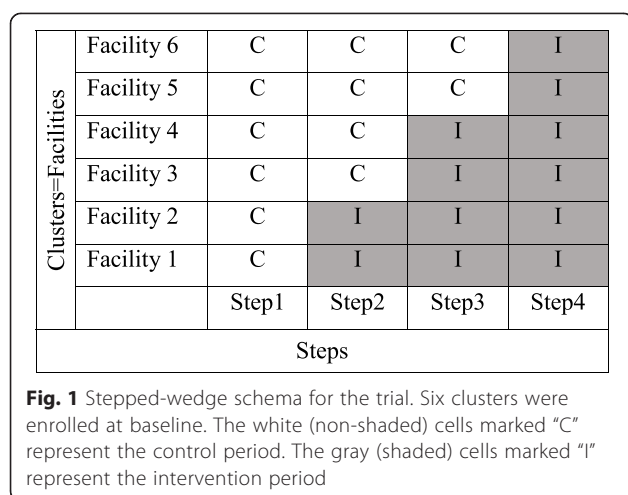 Clusters=Facilities
Facility 6 C C C I
Facility 5 C C C I
Facility 4 C C I I
Facility 3 C C I I
Facility 2 C I I I
Facility 1 C I I I
Step1 Step2 Step3 Step4
Steps
Fig. 1 Stepped-wedge schema for the trial. Six clusters were
enrolled at baseline. The white (non-shaded) cells marked “C”
represent the control period. The gray (shaded) cells marked “I”
represent the intervention period